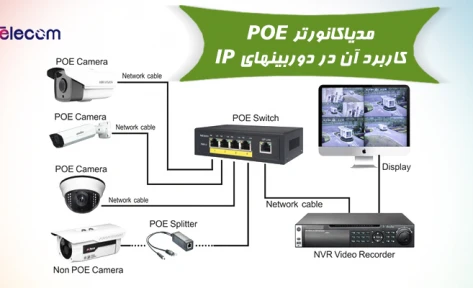 elecom
مدیاکانورتر POE
کاربرد آن در دوربینهای IP
POE Camera
Network cable
POE Camera
Network cable
POE Switch
POE Camera
Network cable
Display
Network cable
POE Splitter
Non POE Camera
NVR Video Recorder